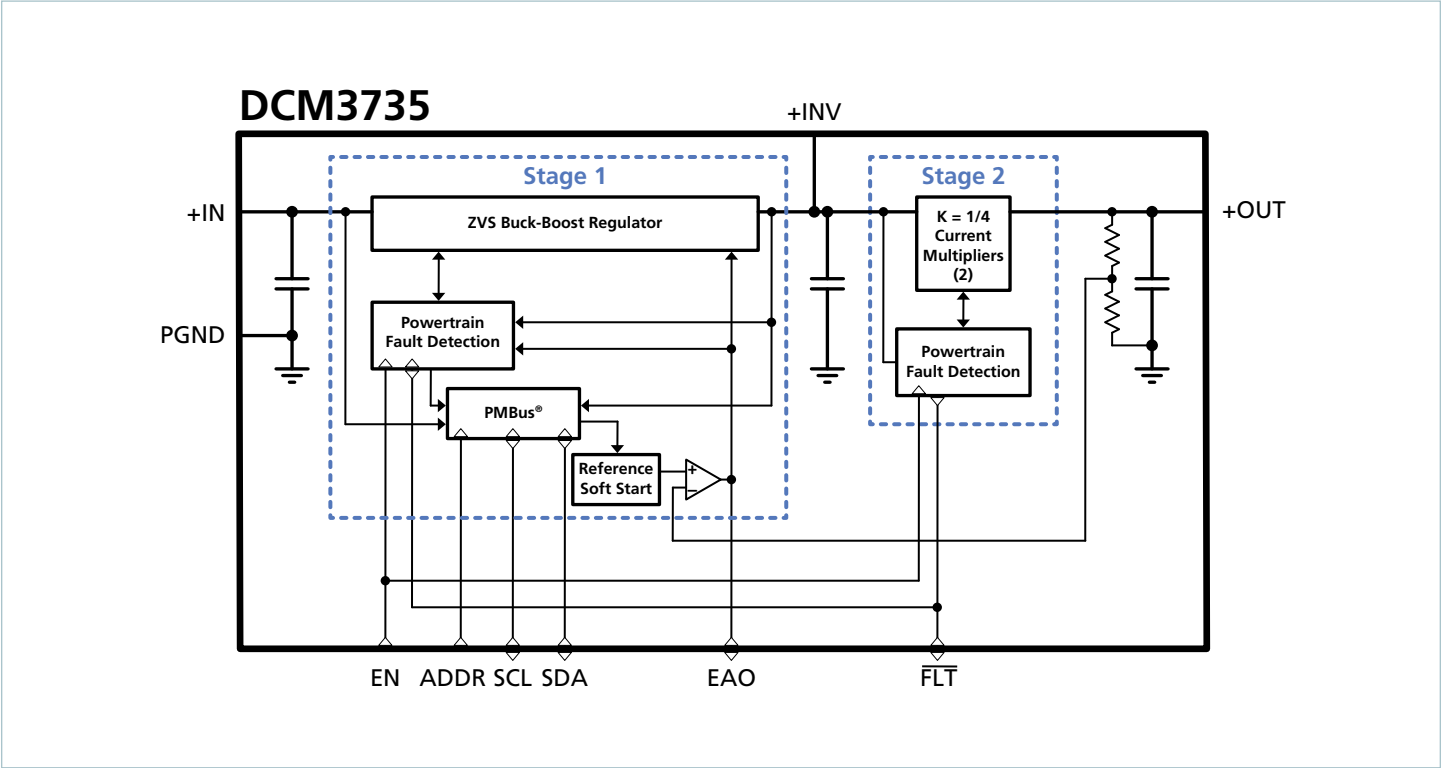 DCM3735
+INV
Stage 1
Stage 2
+IN
ZVS Buck-Boost Regulator
K = 1/4
Current
Multipliers
(2)
+OUT
PGND
Powertrain
Fault Detection
Powertrain
Fault Detection
PMBus®
Reference
Soft Start
+
−
EN
ADDR
SCL
SDA
EAO
FLT